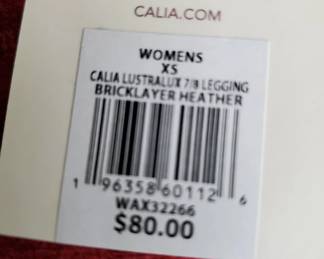 CALIA.COM
WOMENS
XS
CALIA LUSTRALUX 7/8 LEGGING
BRICKLAYER HEATHER
1 96358 60112 6
WAX32266
$80.00